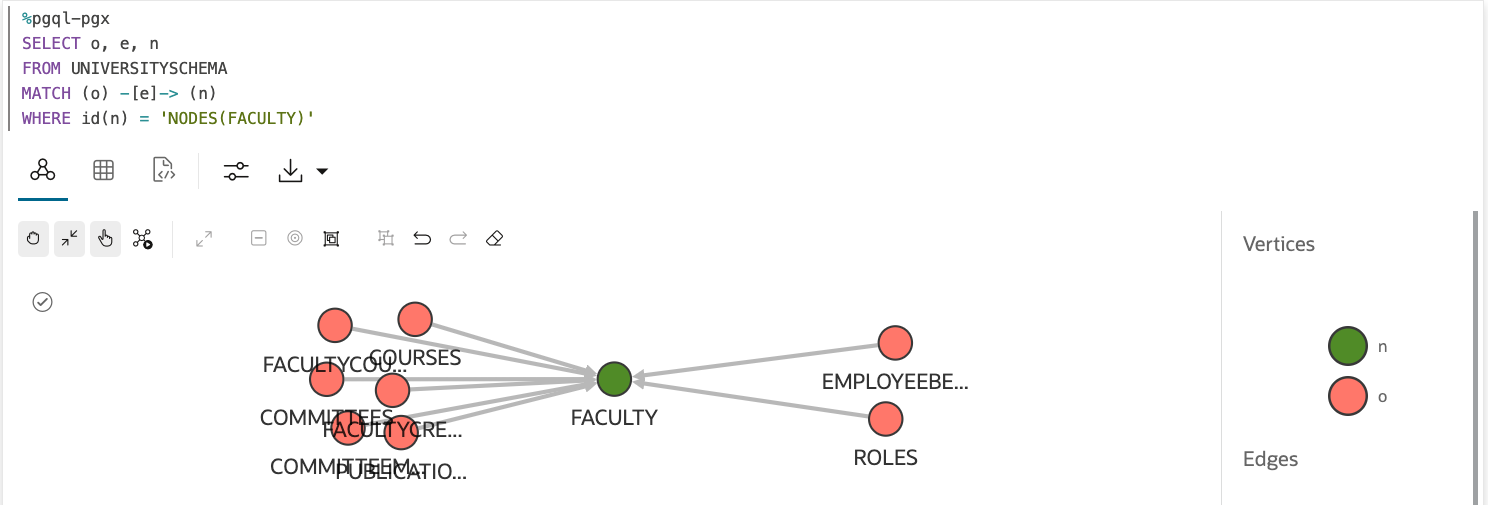 %pgql-pgx
SELECT o, e, n
FROM UNIVERSITYSCHEMA
MATCH (o) -[e]-> (n)
WHERE id(n) = 'NODES(FACULTY)'
Vertices
n
o
Edges
FACULTYCOU...
COURSES
COMMITTEES
FACULTYCRE...
COMMITTEEM...
PUBLICATIO...
FACULTY
EMPLOYEEBE...
ROLES